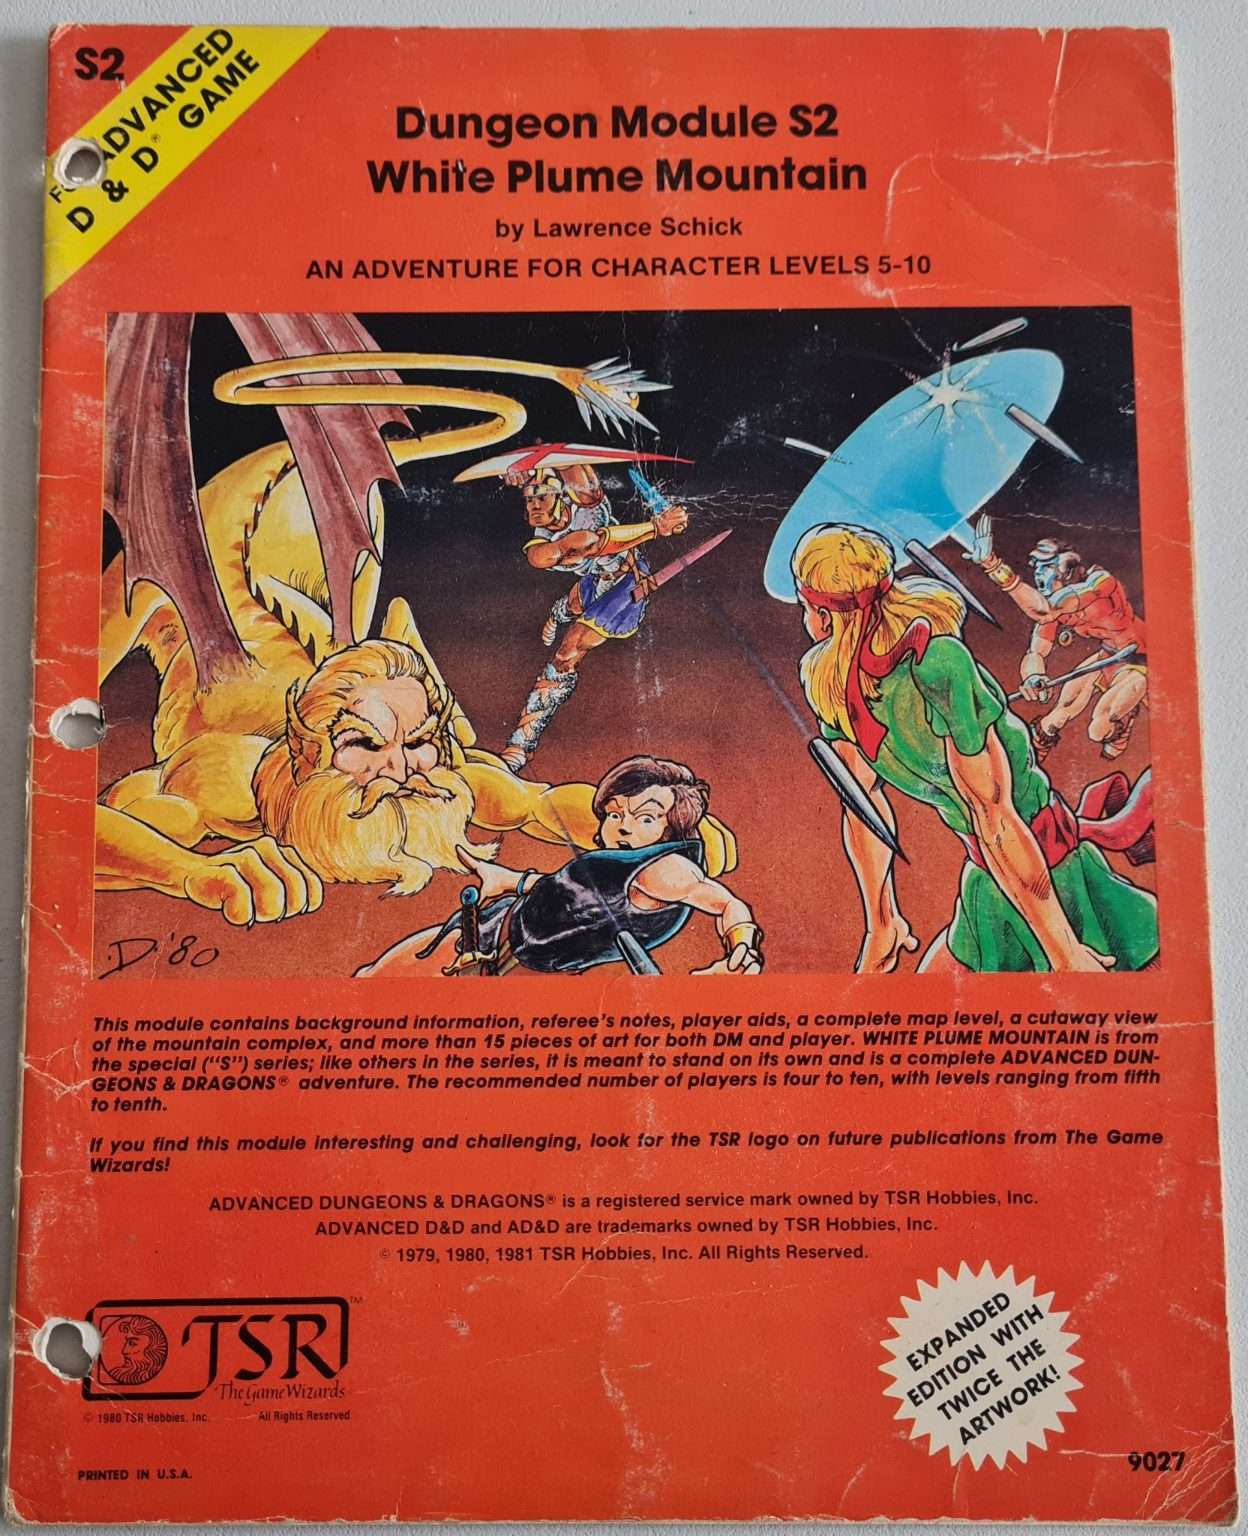 S2
FOR ADVANCED
D & D® GAME
Dungeon Module S2
White Plume Mountain
by Lawrence Schick
AN ADVENTURE FOR CHARACTER LEVELS 5-10
D '80
This module contains background information, referee's notes, player aids, a complete map level, a cutaway view
of the mountain complex, and more than 15 pieces of art for both DM and player. WHITE PLUME MOUNTAIN is from
the special ("S") series; like others in the series, it is meant to stand on its own and is a complete ADVANCED DUN-
GEONS & DRAGONS® adventure. The recommended number of players is four to ten, with levels ranging from fifth
to tenth.
If you find this module interesting and challenging, look for the TSR logo on future publications from The Game
Wizards!
ADVANCED DUNGEONS & DRAGONS® is a registered service mark owned by TSR Hobbies, Inc.
ADVANCED D&D and AD&D are trademarks owned by TSR Hobbies, Inc.
© 1979, 1980, 1981 TSR Hobbies, Inc. All Rights Reserved.
TSR™
The Game Wizards
© 1980 TSR Hobbies, Inc. All Rights Reserved
EXPANDED
EDITION WITH
TWICE THE
ARTWORK!
PRINTED IN U.S.A.
9027